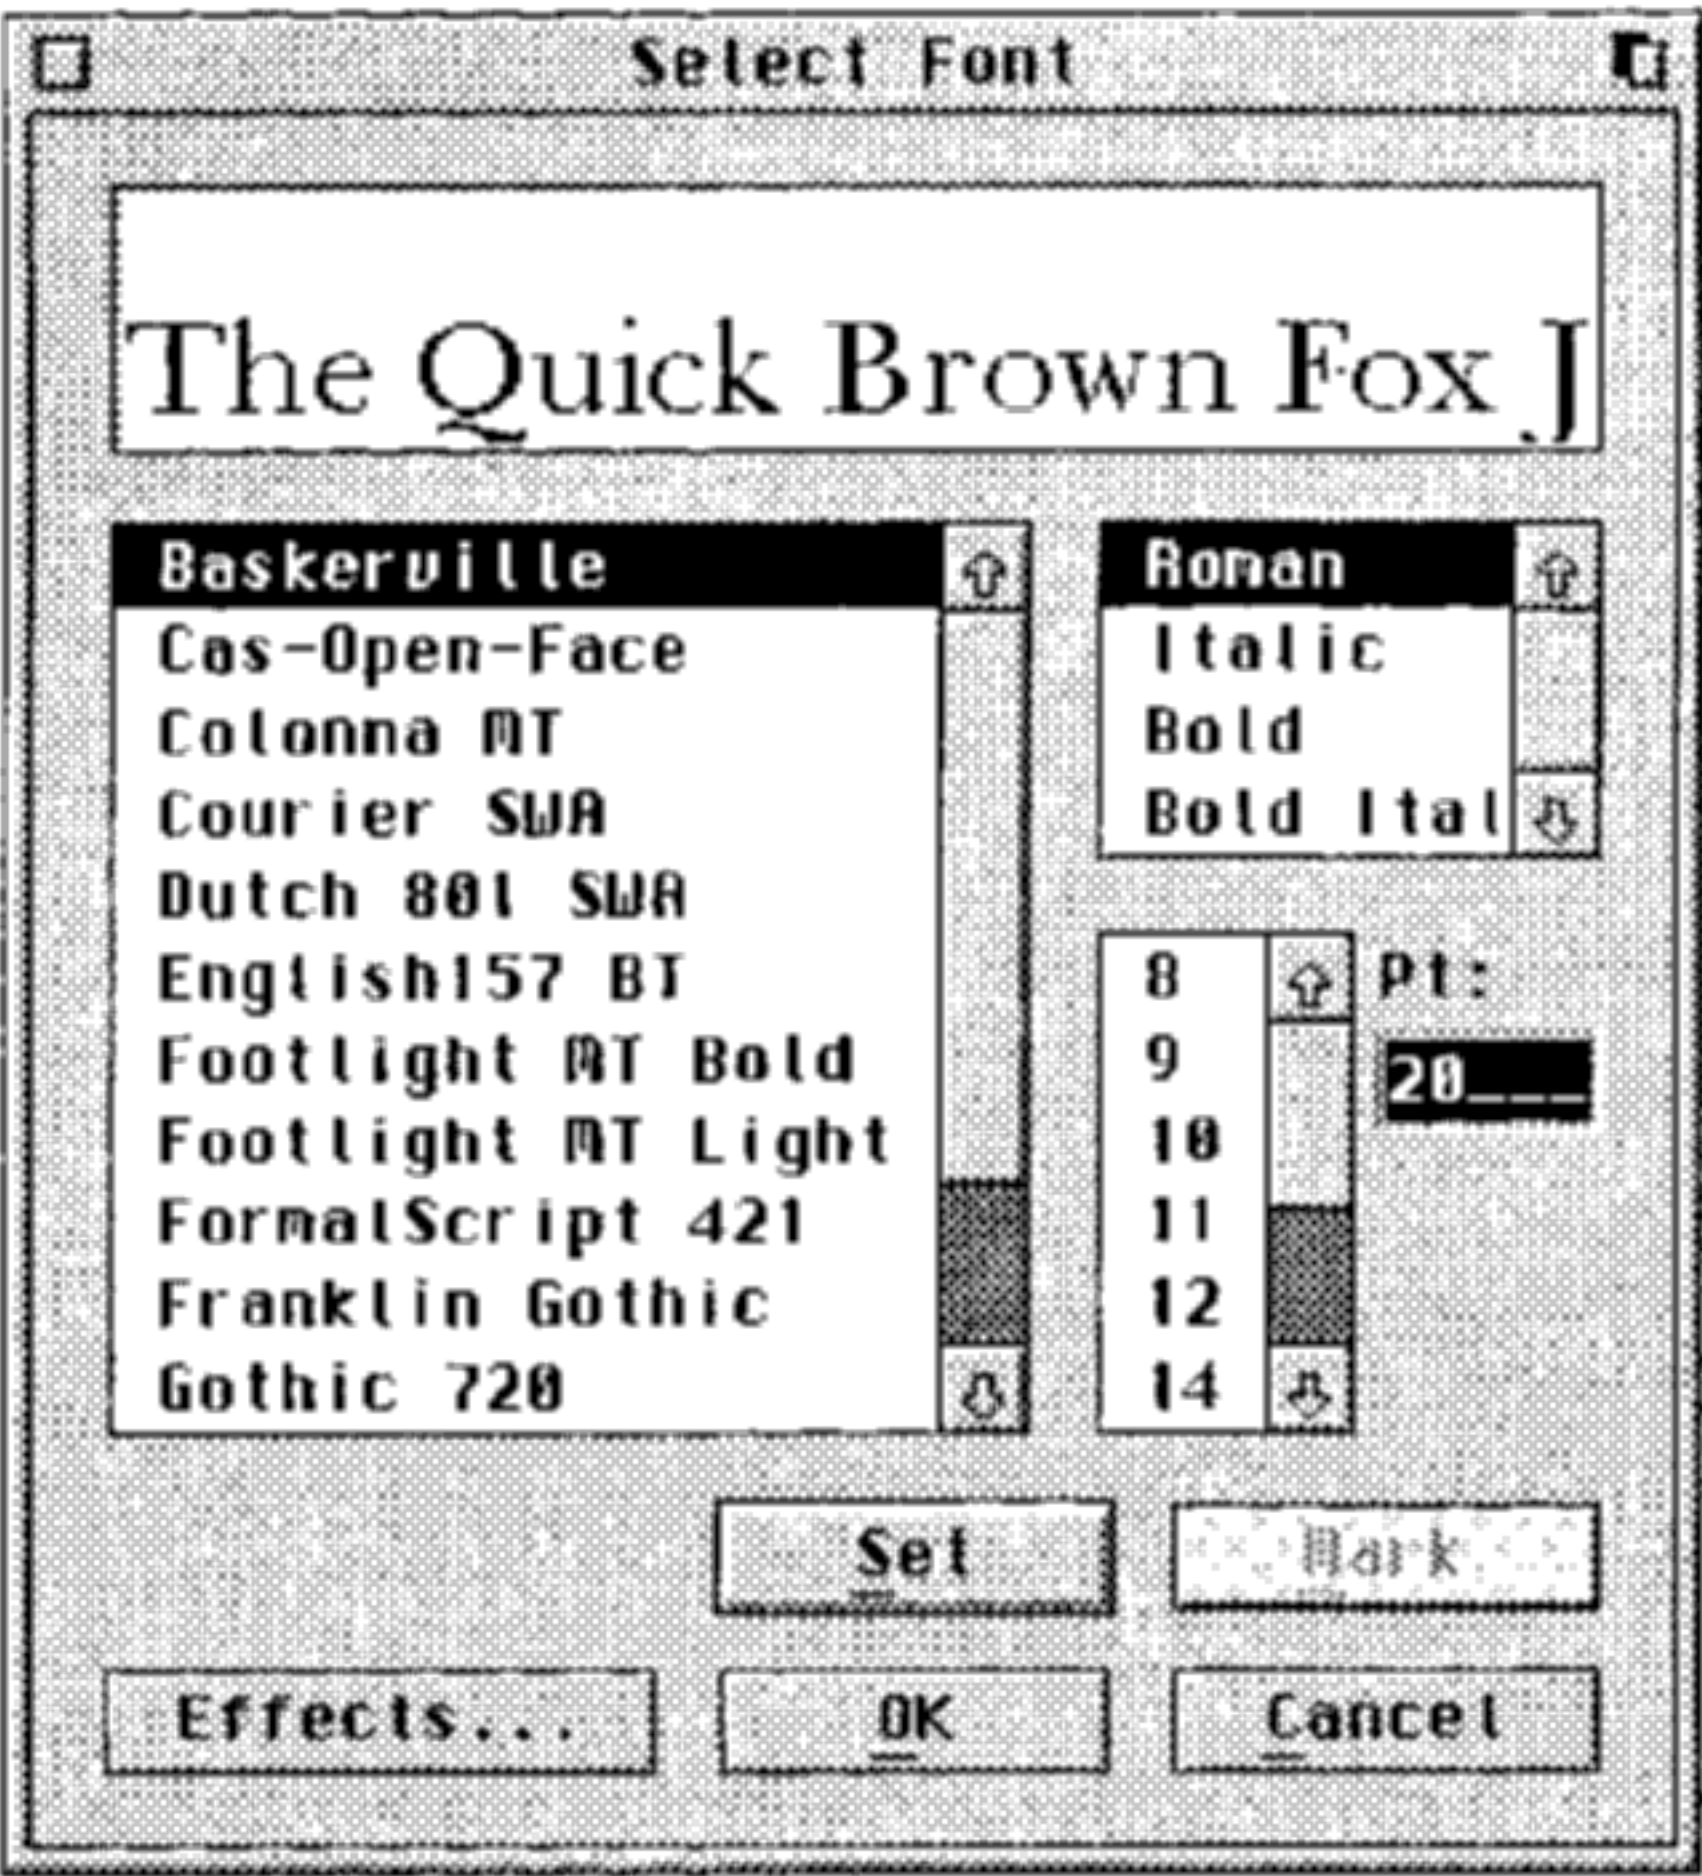 Select Font
The Quick Brown Fox J
Baskerville
Cas-Open-Face
Colonna MT
Courier SWA
Dutch 801 SWA
English157 BT
Footlight MT Bold
Footlight MT Light
FormalScript 421
Franklin Gothic
Gothic 720
Roman
Italic
Bold
Bold Ital
8
9
10
11
12
14
Pt:
20___
Set
Mark
Effects...
OK
Cancel